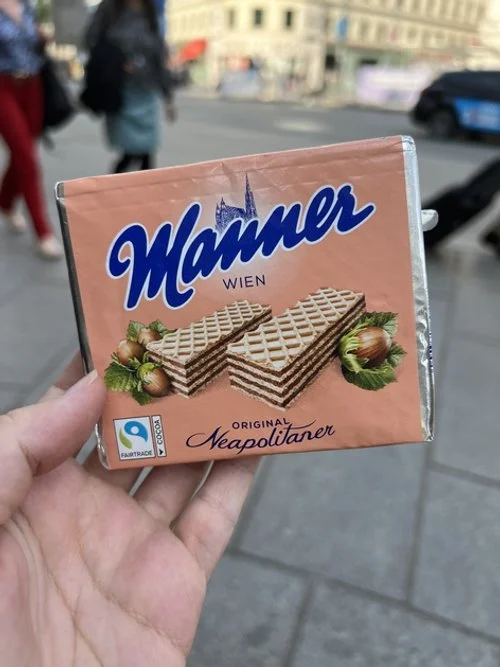 Manner
WIEN
ORIGINAL
Neapolitaner
FAIRTRADE
COCOA